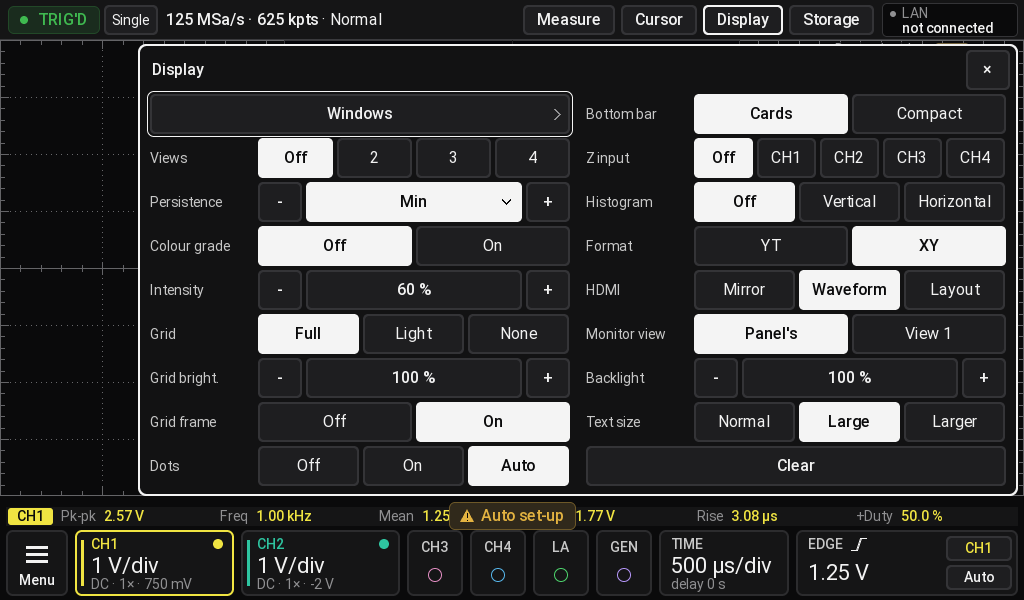 TRIG'D Single 125 MSa/s · 625 kpts · Normal Measure Cursor Display Storage LAN
not connected
Display ×
Windows Bottom bar Cards Compact
Views Off 2 3 4 Z input Off CH1 CH2 CH3 CH4
Persistence - Min + Histogram Off Vertical Horizontal
Colour grade Off On Format YT XY
Intensity - 60 % + HDMI Mirror Waveform Layout
Grid Full Light None Monitor view Panel's View 1
Grid bright. - 100 % + Backlight - 100 % +
Grid frame Off On Text size Normal Large Larger
Dots Off On Auto Clear
CH1 Pk-pk 2.57 V Freq 1.00 kHz Mean 1.25 Auto set-up 1.77 V Rise 3.08 µs +Duty 50.0 %
Menu
CH1
1 V/div
DC · 1× · 750 mV
CH2
1 V/div
DC · 1× · -2 V
CH3 CH4 LA GEN
TIME
500 µs/div
delay 0 s
EDGE
1.25 V
CH1
Auto